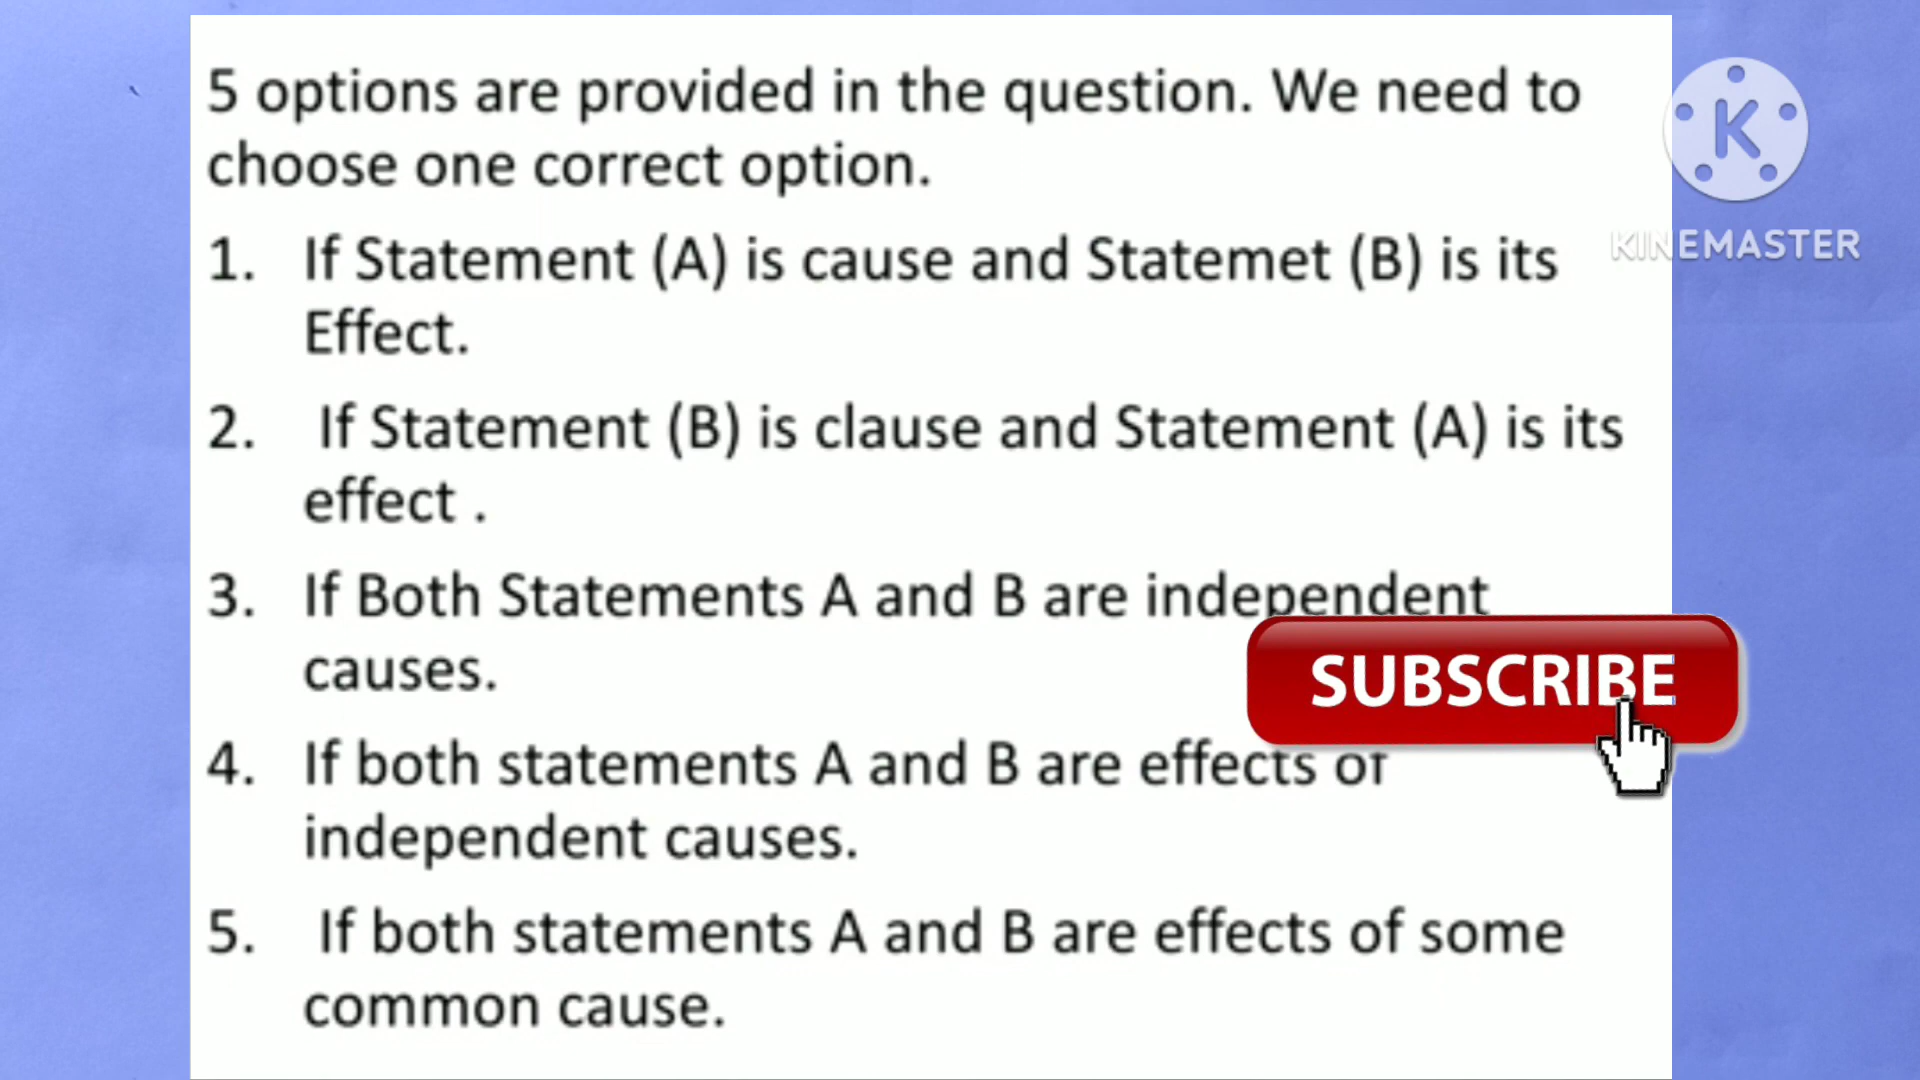 5 options are provided in the question. We need to
choose one correct option.
1. If Statement (A) is cause and Statemet (B) is its
Effect.
2. If Statement (B) is clause and Statement (A) is its
effect .
3. If Both Statements A and B are independent
causes.
4. If both statements A and B are effects of
independent causes.
5. If both statements A and B are effects of some
common cause.
K
KINEMASTER
SUBSCRIBE